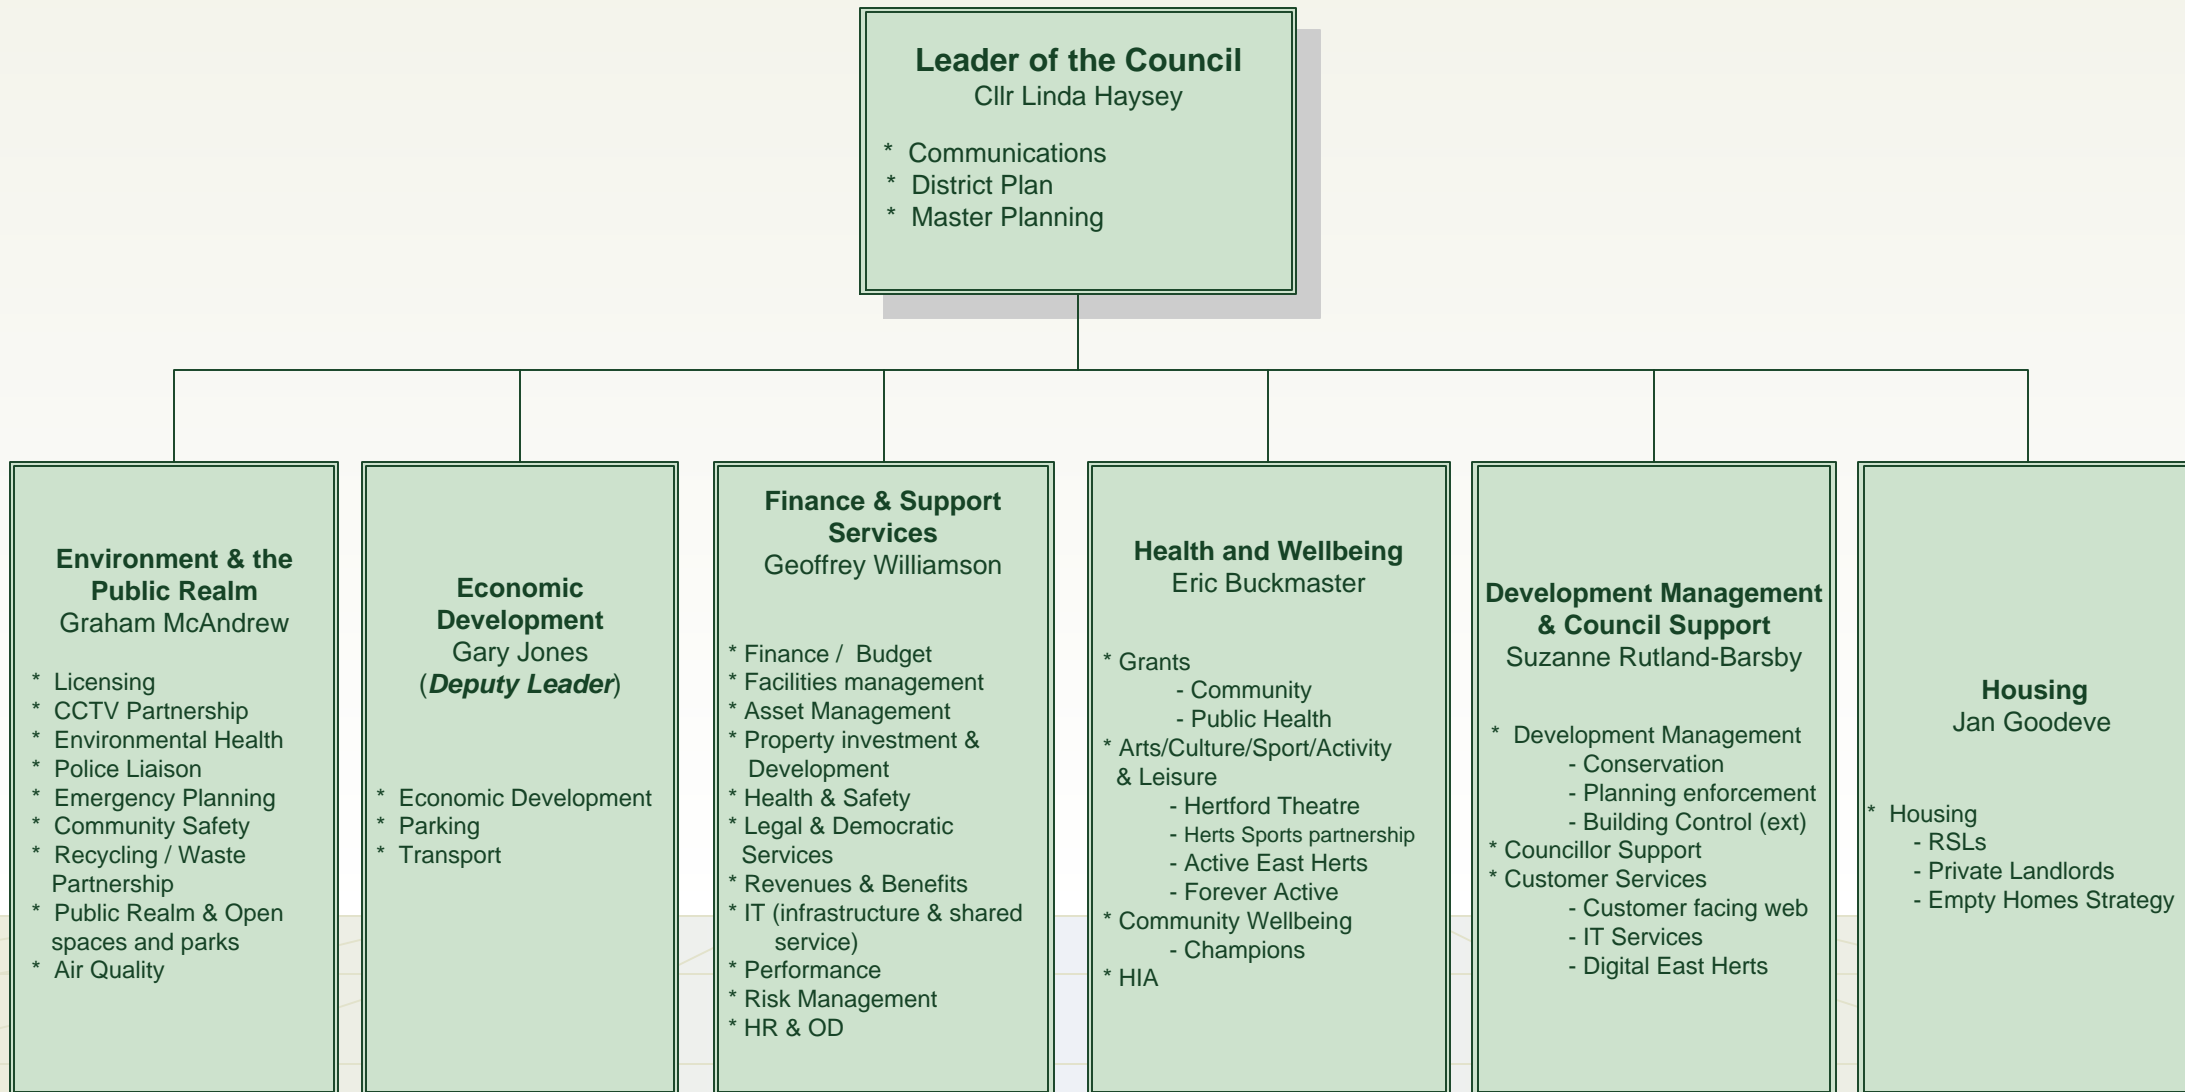 Leader of the Council
Cllr Linda Haysey
* Communications
* District Plan
* Master Planning
Environment & the
Public Realm
Graham McAndrew
* Licensing
* CCTV Partnership
* Environmental Health
* Police Liaison
* Emergency Planning
* Community Safety
* Recycling / Waste
Partnership
* Public Realm & Open
spaces and parks
* Air Quality
Economic
Development
Gary Jones
(Deputy Leader)
* Economic Development
* Parking
* Transport
Finance & Support
Services
Geoffrey Williamson
* Finance / Budget
* Facilities management
* Asset Management
* Property investment &
Development
* Health & Safety
* Legal & Democratic
Services
* Revenues & Benefits
* IT (infrastructure & shared
service)
* Performance
* Risk Management
* HR & OD
Health and Wellbeing
Eric Buckmaster
* Grants
- Community
- Public Health
* Arts/Culture/Sport/Activity
& Leisure
- Hertford Theatre
- Herts Sports partnership
- Active East Herts
- Forever Active
* Community Wellbeing
- Champions
* HIA
Development Management
& Council Support
Suzanne Rutland-Barsby
* Development Management
- Conservation
- Planning enforcement
- Building Control (ext)
* Councillor Support
* Customer Services
- Customer facing web
- IT Services
- Digital East Herts
Housing
Jan Goodeve
* Housing
- RSLs
- Private Landlords
- Empty Homes Strategy